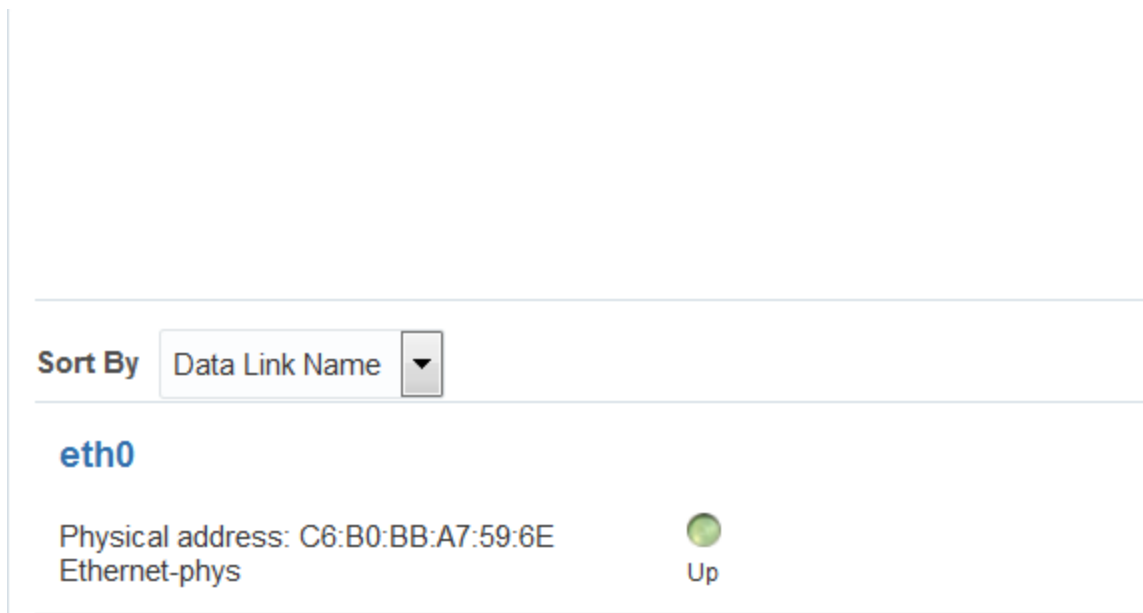 Sort By Data Link Name
eth0
Physical address: C6:B0:BB:A7:59:6E
Ethernet-phys
Up